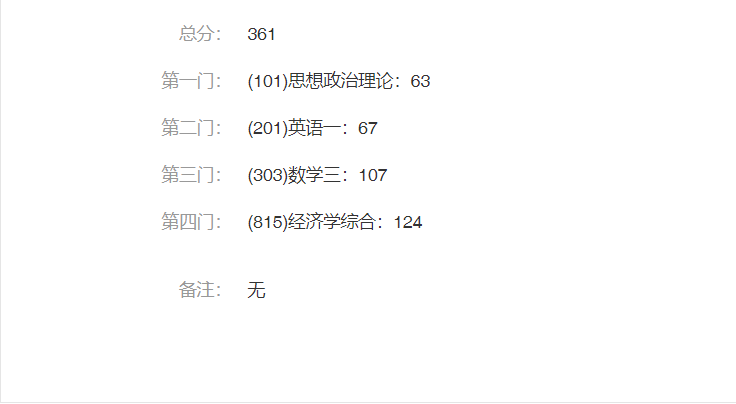 总分： 361
第一门： (101)思想政治理论：63
第二门： (201)英语一：67
第三门： (303)数学三：107
第四门： (815)经济学综合：124
备注： 无